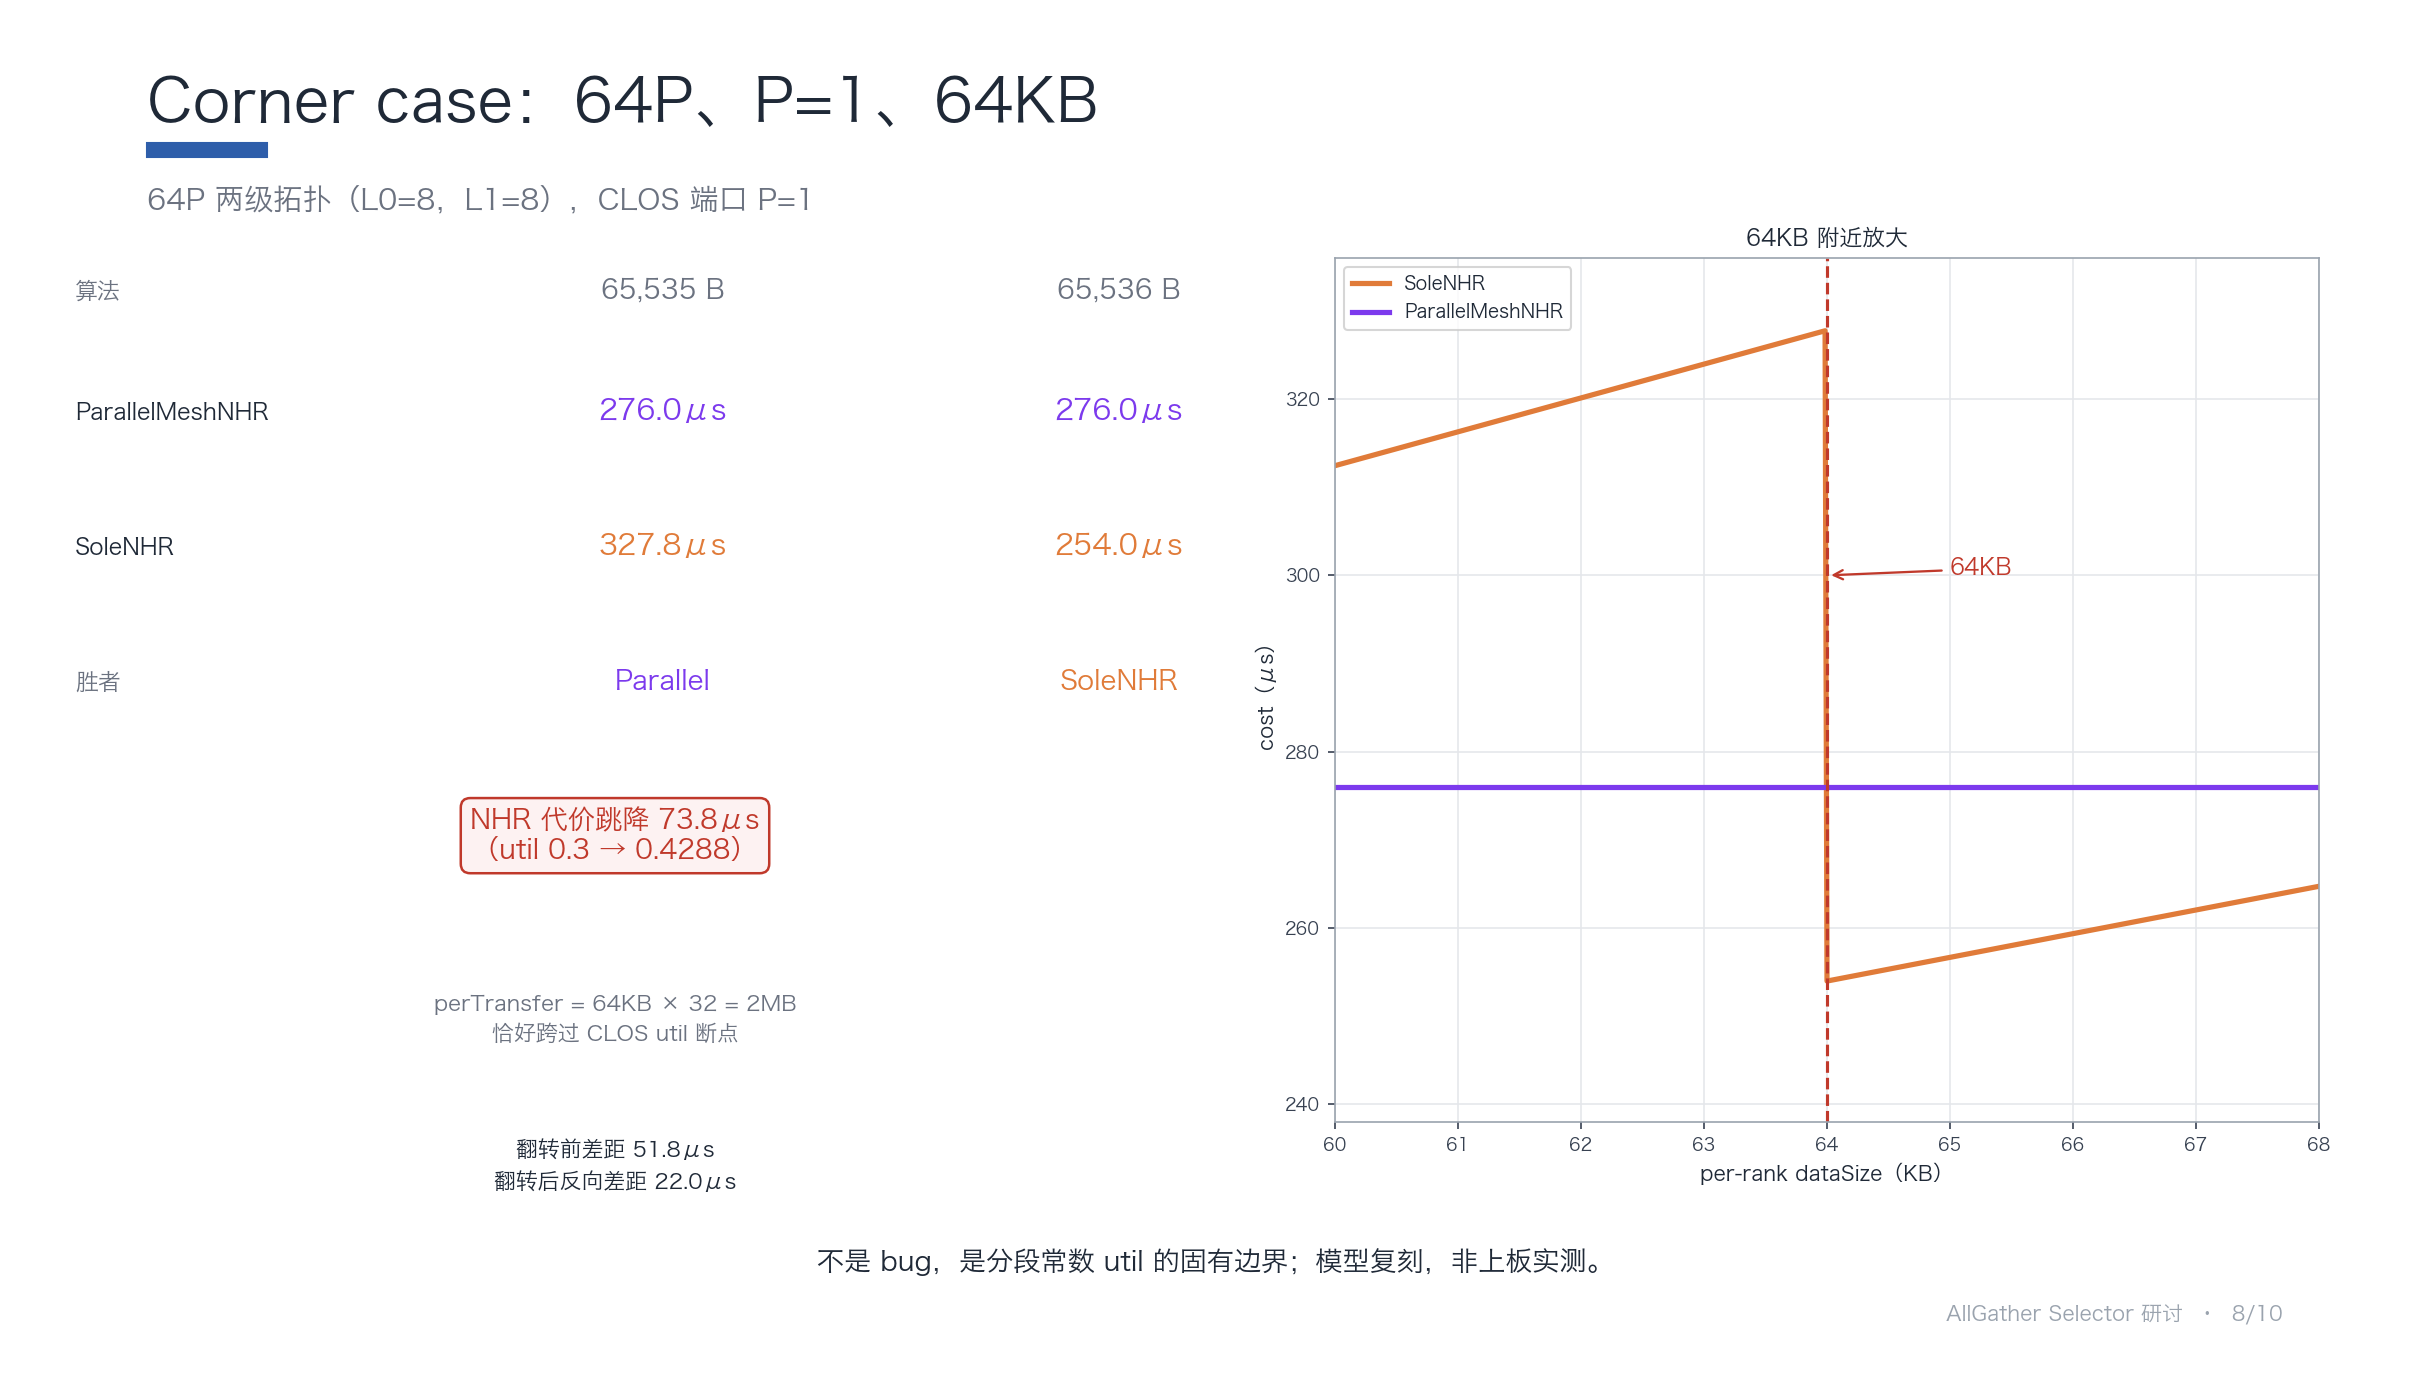 Corner case：64P、P=1、64KB
64P 两级拓扑（L0=8，L1=8），CLOS 端口 P=1
算法 65,535 B 65,536 B
ParallelMeshNHR 276.0μs 276.0μs
SoleNHR 327.8μs 254.0μs
胜者 Parallel SoleNHR
NHR 代价跳降 73.8μs
（util 0.3 → 0.4288）
perTransfer = 64KB × 32 = 2MB
恰好跨过 CLOS util 断点
翻转前差距 51.8μs
翻转后反向差距 22.0μs
64KB 附近放大
SoleNHR
ParallelMeshNHR
64KB
cost（μs）
320
300
280
260
240
60 61 62 63 64 65 66 67 68
per-rank dataSize（KB）
不是 bug，是分段常数 util 的固有边界；模型复刻，非上板实测。
AllGather Selector 研讨 · 8/10